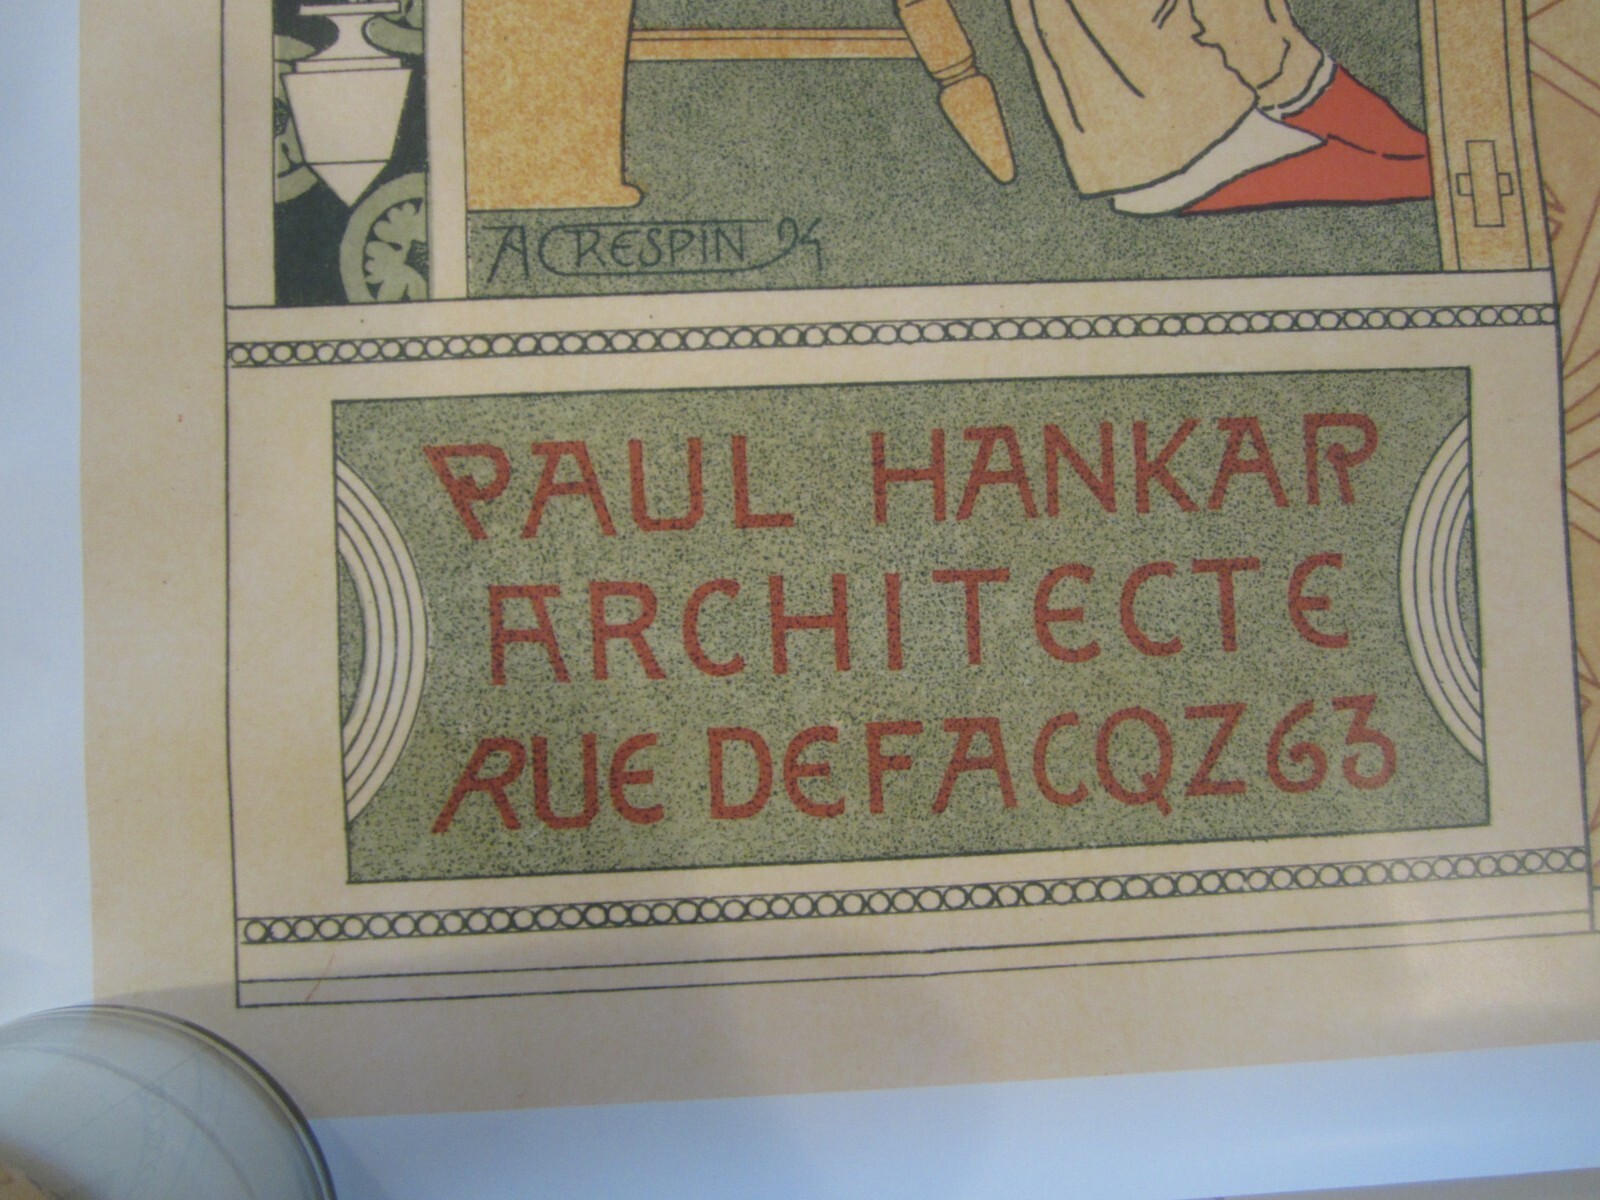 A CRESPIN 94
PAUL HANKAR
ARCHITECTE
RUE DEFACQZ 63